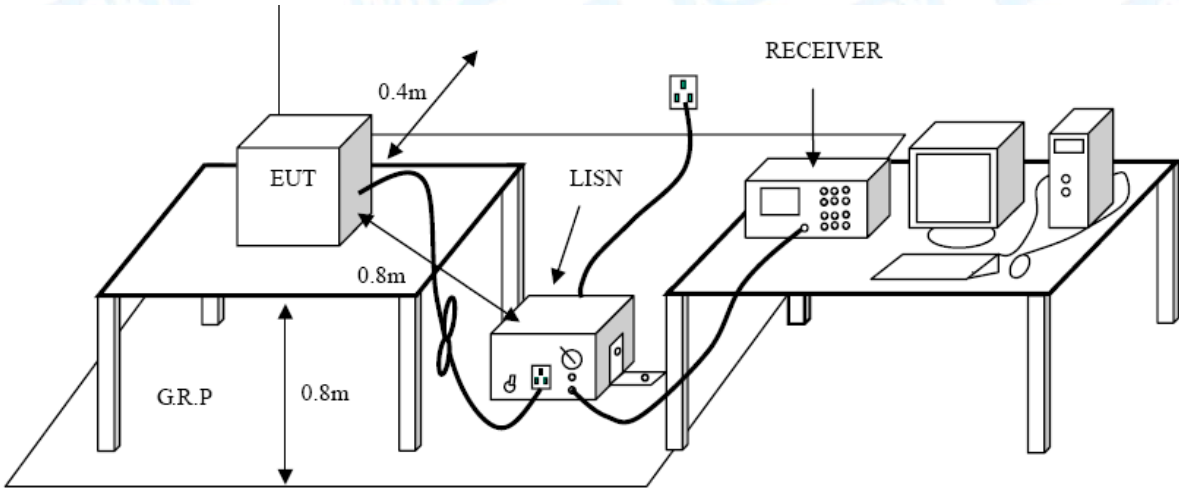 RECEIVER
0.4m
EUT
LISN
0.8m
G.R.P
0.8m